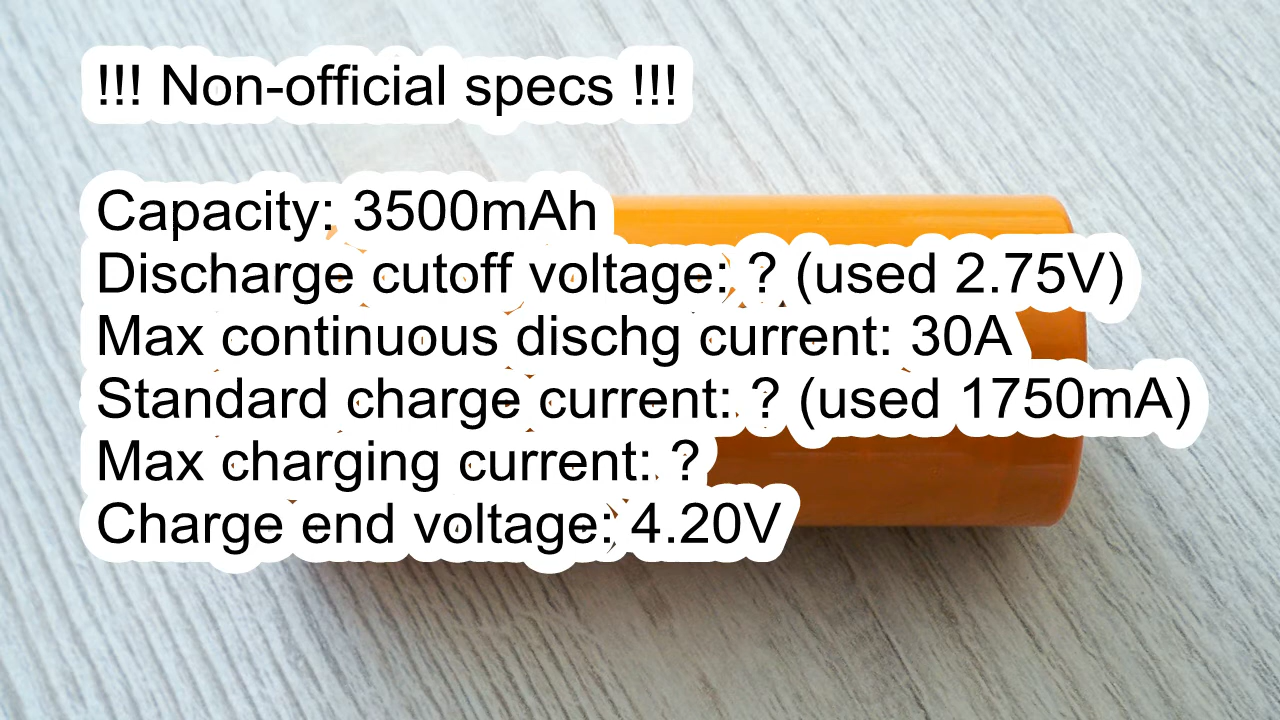 !!! Non-official specs !!!
Capacity: 3500mAh
Discharge cutoff voltage: ? (used 2.75V)
Max continuous dischg current: 30A
Standard charge current: ? (used 1750mA)
Max charging current: ?
Charge end voltage: 4.20V